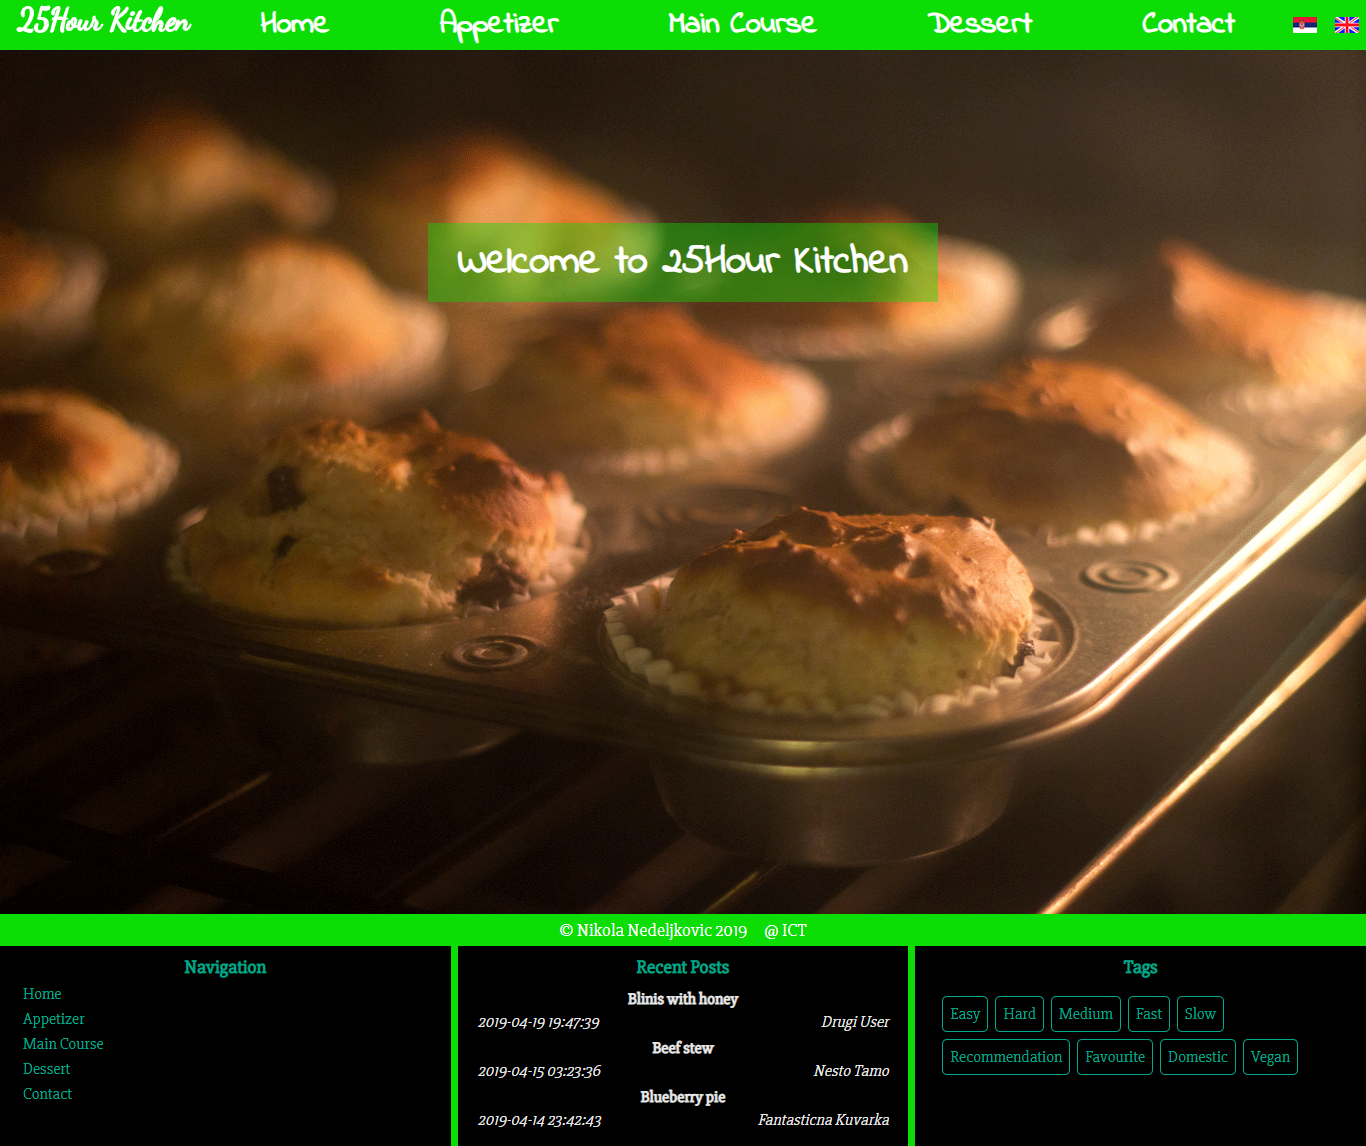 25Hour Kitchen Home Appetizer Main Course Dessert Contact
Welcome to 25Hour Kitchen
© Nikola Nedeljkovic 2019 @ ICT
Navigation
Home
Appetizer
Main Course
Dessert
Contact
Recent Posts
Blinis with honey
2019-04-19 19:47:39 Drugi User
Beef stew
2019-04-15 03:23:36 Nesto Tamo
Blueberry pie
2019-04-14 23:42:43 Fantasticna Kuvarka
Tags
Easy Hard Medium Fast Slow
Recommendation Favourite Domestic Vegan